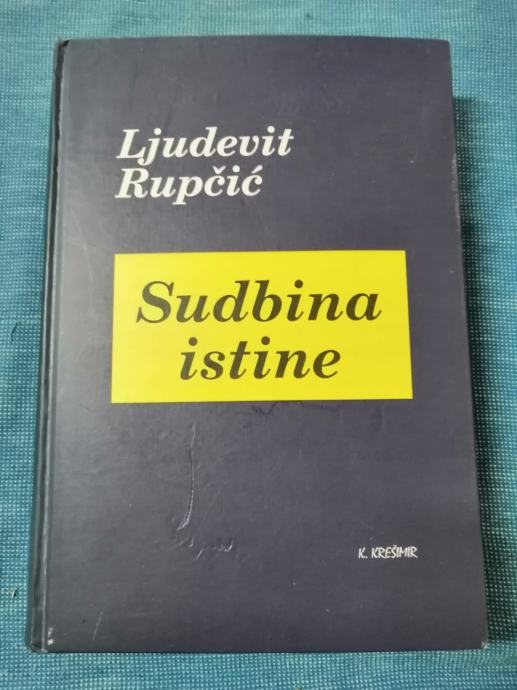 Ljudevit
Rupčić
Sudbina
istine
K. KREŠIMIR